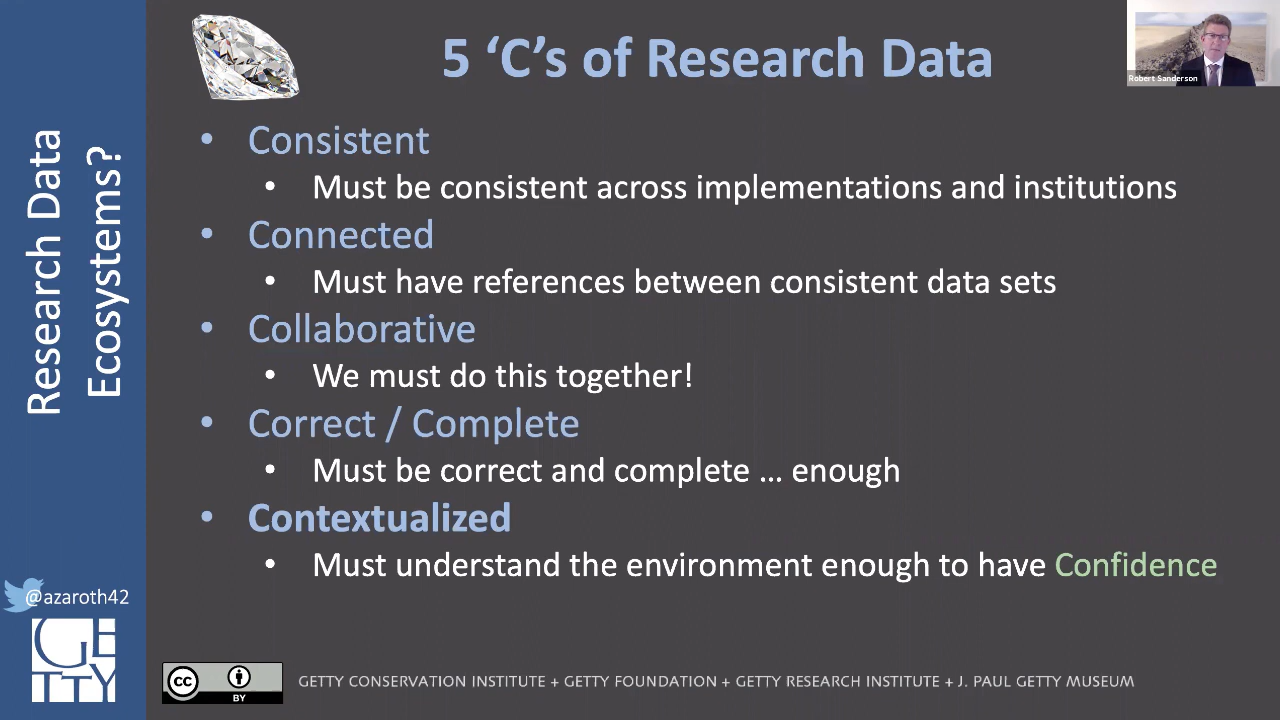 5 ‘C’s of Research Data
Robert Sanderson
Research Data
Ecosystems?
• Consistent
• Must be consistent across implementations and institutions
• Connected
• Must have references between consistent data sets
• Collaborative
• We must do this together!
• Correct / Complete
• Must be correct and complete … enough
• Contextualized
• Must understand the environment enough to have Confidence
@azaroth42
GETTY
cc
BY
GETTY CONSERVATION INSTITUTE + GETTY FOUNDATION + GETTY RESEARCH INSTITUTE + J. PAUL GETTY MUSEUM